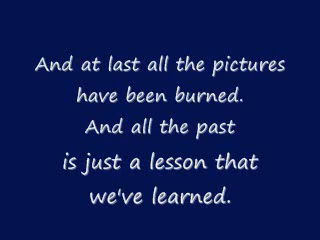 And at last all the pictures
have been burned.
And all the past
is just a lesson that
we've learned.